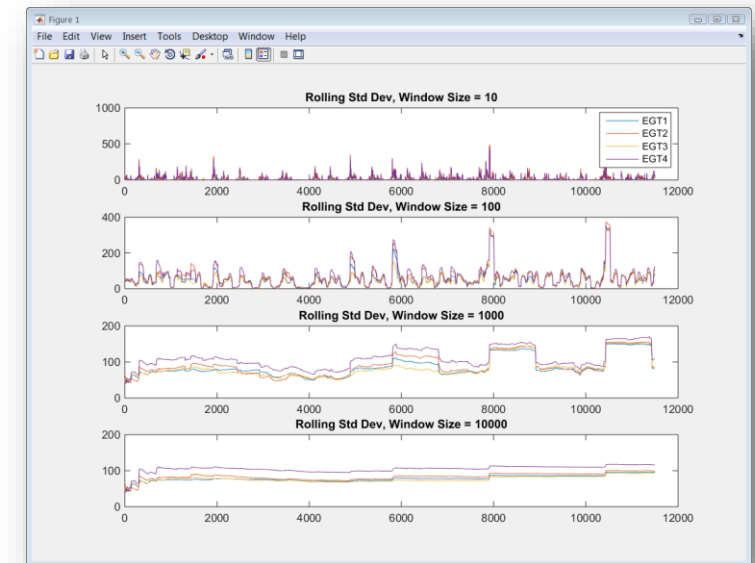 Figure 1
File Edit View Insert Tools Desktop Window Help
Rolling Std Dev, Window Size = 10
1000
500
0
0 2000 4000 6000 8000 10000 12000
EGT1
EGT2
EGT3
EGT4
Rolling Std Dev, Window Size = 100
400
200
0
0 2000 4000 6000 8000 10000 12000
Rolling Std Dev, Window Size = 1000
200
100
0
0 2000 4000 6000 8000 10000 12000
Rolling Std Dev, Window Size = 10000
200
100
0
0 2000 4000 6000 8000 10000 12000